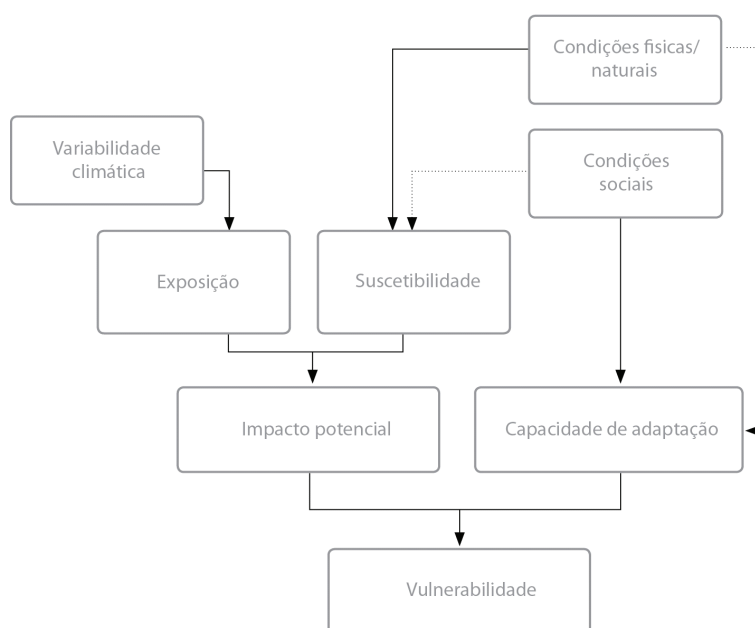 Condições fisicas/
naturais
Variabilidade
climática
Condições
sociais
Exposição
Suscetibilidade
Impacto potencial
Capacidade de adaptação
Vulnerabilidade